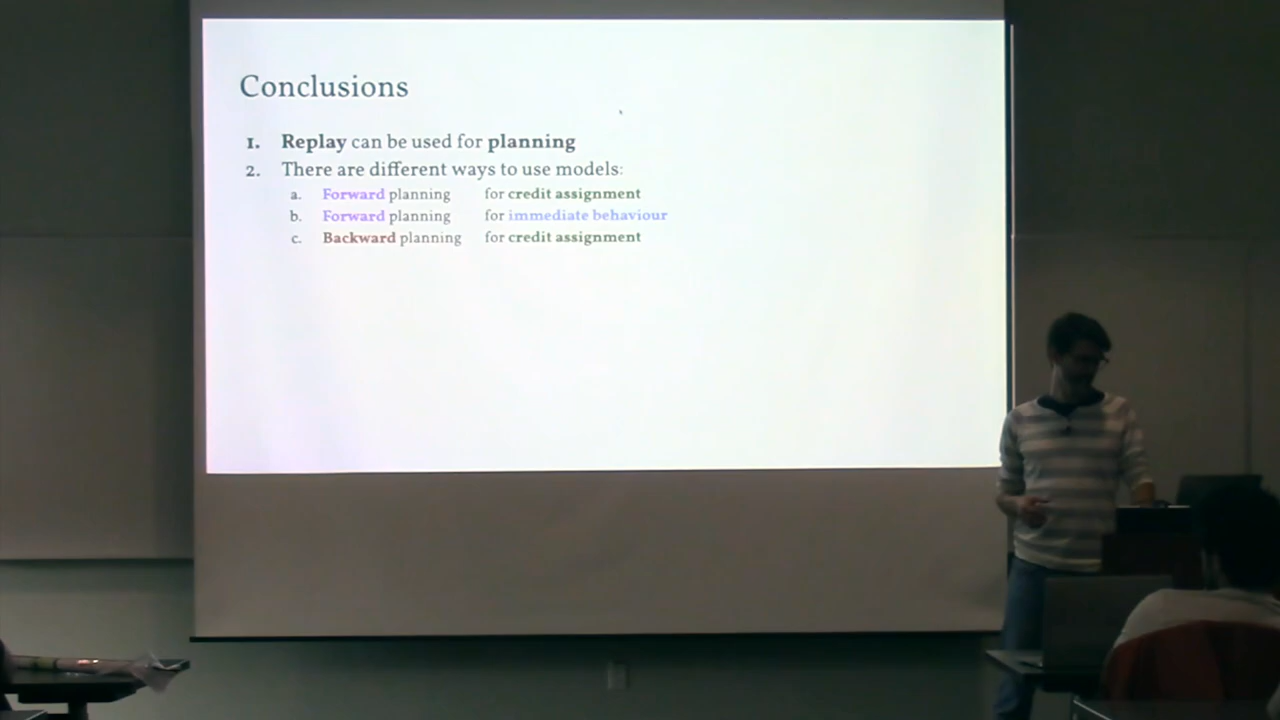 Conclusions
1. Replay can be used for planning
2. There are different ways to use models:
a. Forward planning for credit assignment
b. Forward planning for immediate behaviour
c. Backward planning for credit assignment